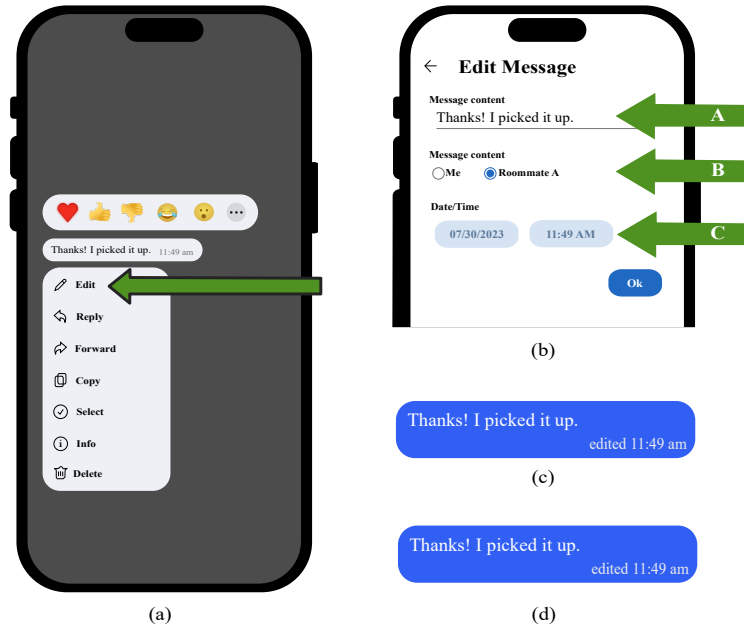 Thanks! I picked it up. 11:49 am
Edit
Reply
Forward
Copy
Select
Info
Delete
(a)
Edit Message
Message content
Thanks! I picked it up.
A
Message content
Me Roommate A
B
Date/Time
07/30/2023 11:49 AM
C
Ok
(b)
Thanks! I picked it up.
edited 11:49 am
(c)
Thanks! I picked it up.
edited 11:49 am
(d)